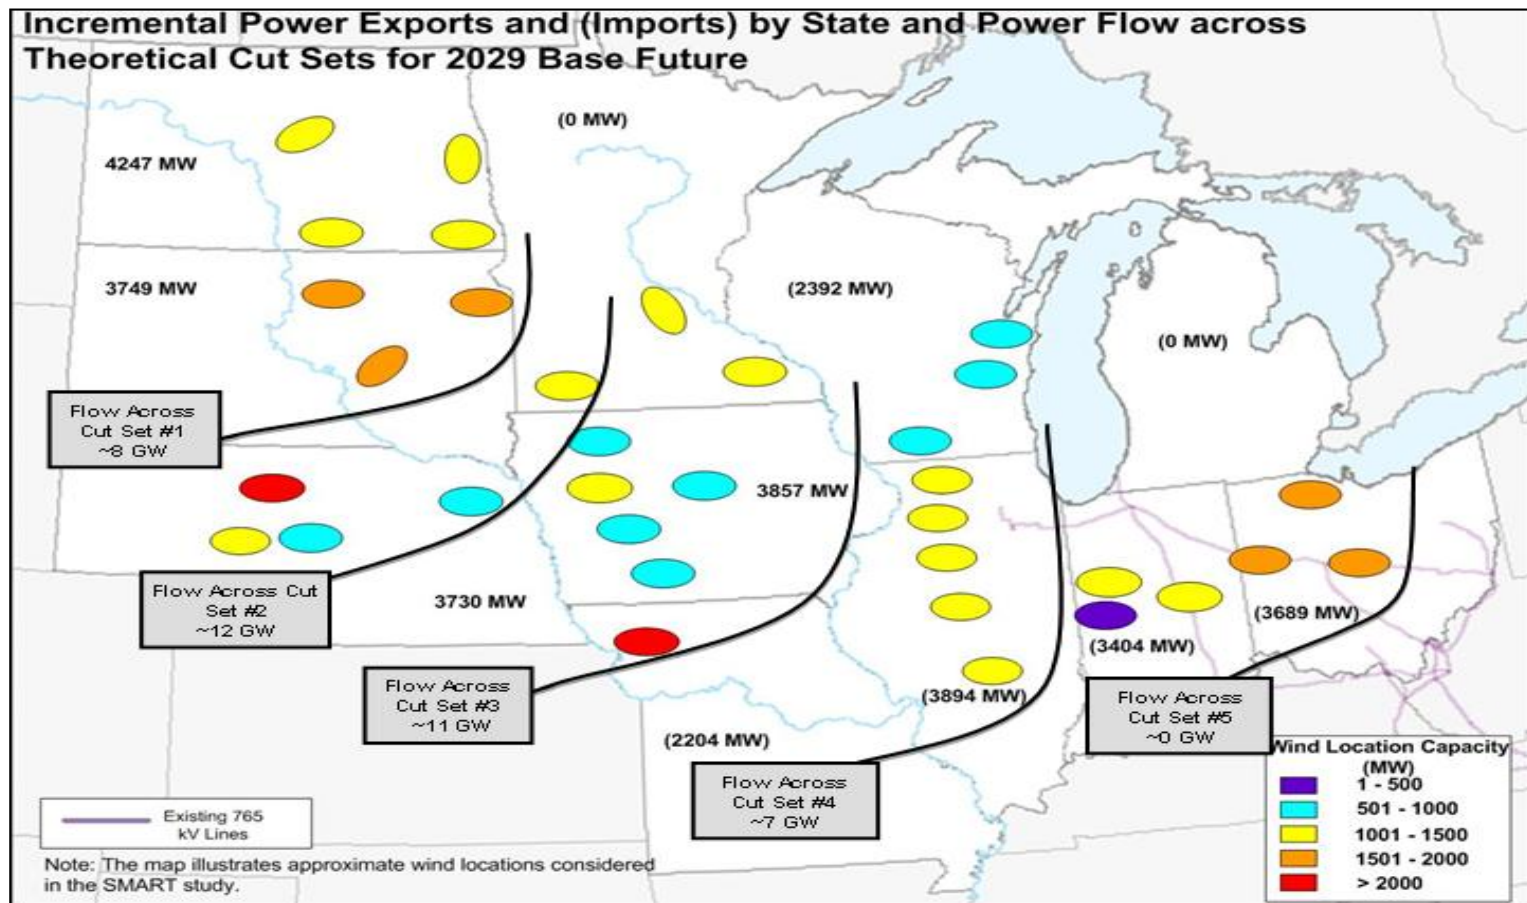 Incremental Power Exports and (Imports) by State and Power Flow across
Theoretical Cut Sets for 2029 Base Future
(0 MW)
4247 MW
3749 MW
(2392 MW)
(0 MW)
Flow Across
Cut Set #1
~8 GW
3857 MW
Flow Across Cut
Set #2
~12 GW
3730 MW
(3689 MW)
(3404 MW)
Flow Across
Cut Set #3
~11 GW
(3894 MW)
Flow Across
Cut Set #5
~0 GW
(2204 MW)
Flow Across
Cut Set #4
~7 GW
Wind Location Capacity
(MW)
1 - 500
501 - 1000
1001 - 1500
1501 - 2000
> 2000
Existing 765
kV Lines
Note: The map illustrates approximate wind locations considered
in the SMART study.